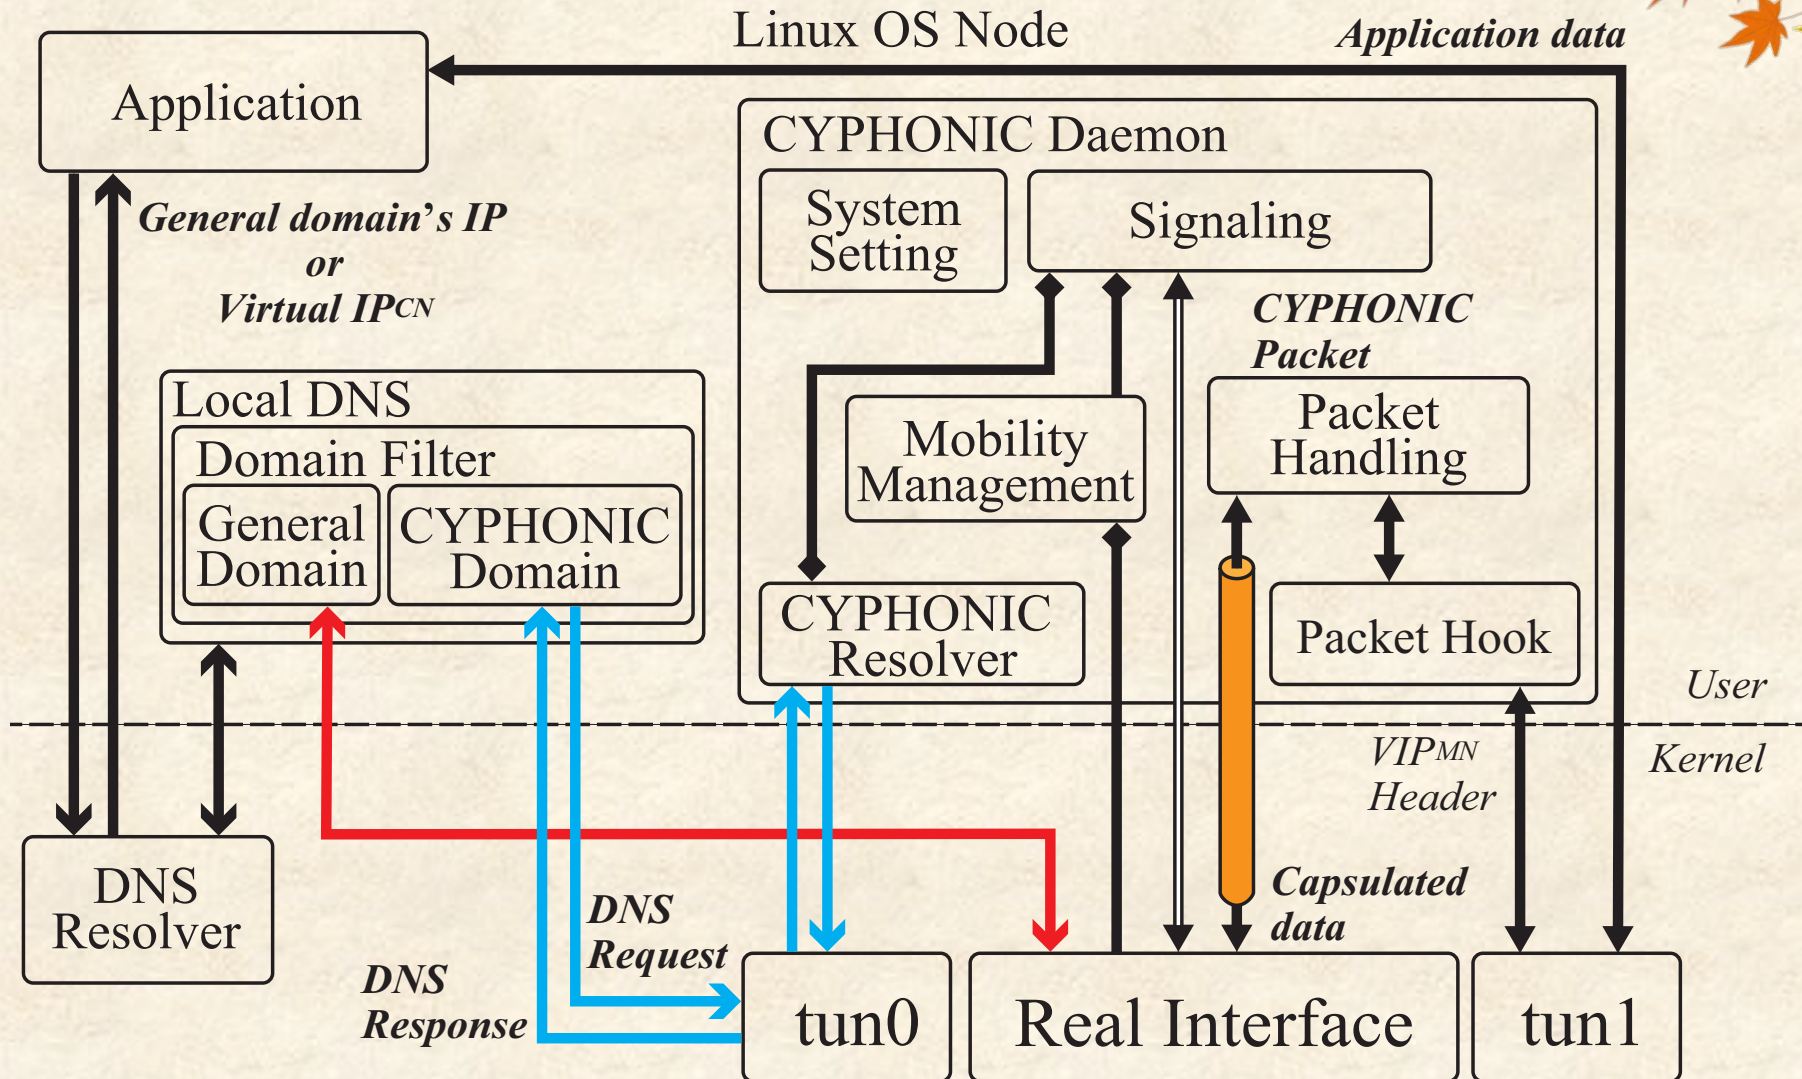 Linux OS Node
Application data
Application
CYPHONIC Daemon
System
Setting
Signaling
General domain’s IP
or
Virtual IPCN
CYPHONIC
Packet
Local DNS
Domain Filter
General
Domain
CYPHONIC
Domain
Mobility
Management
Packet
Handling
CYPHONIC
Resolver
Packet Hook
User
Kernel
VIPMN
Header
DNS
Resolver
DNS
Request
DNS
Response
Capsulated
data
tun0
Real Interface
tun1